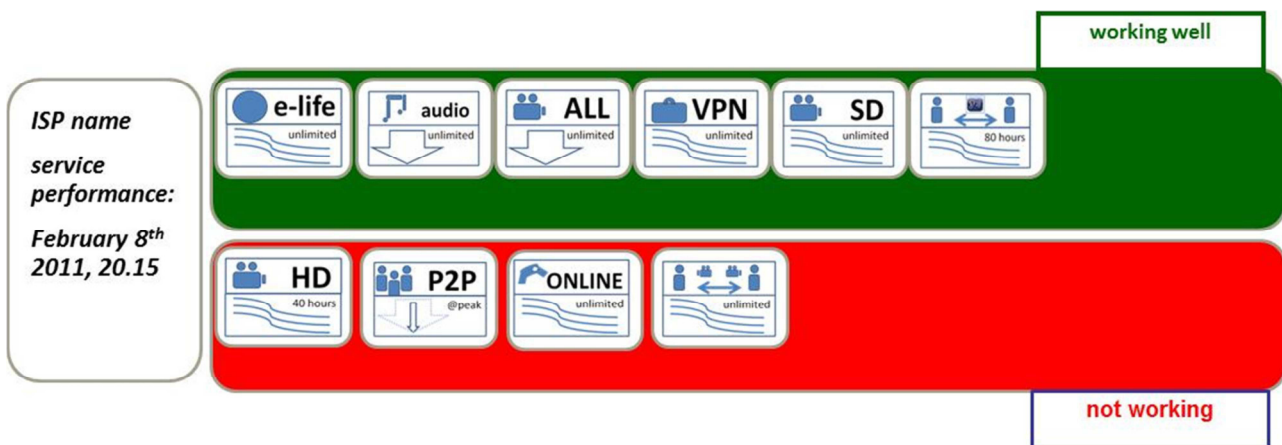 working well
ISP name
service
performance:
February 8th
2011, 20.15
e-life
unlimited
audio
unlimited
ALL
unlimited
VPN
unlimited
SD
unlimited
80 hours
HD
40 hours
P2P
@peak
ONLINE
unlimited
unlimited
not working